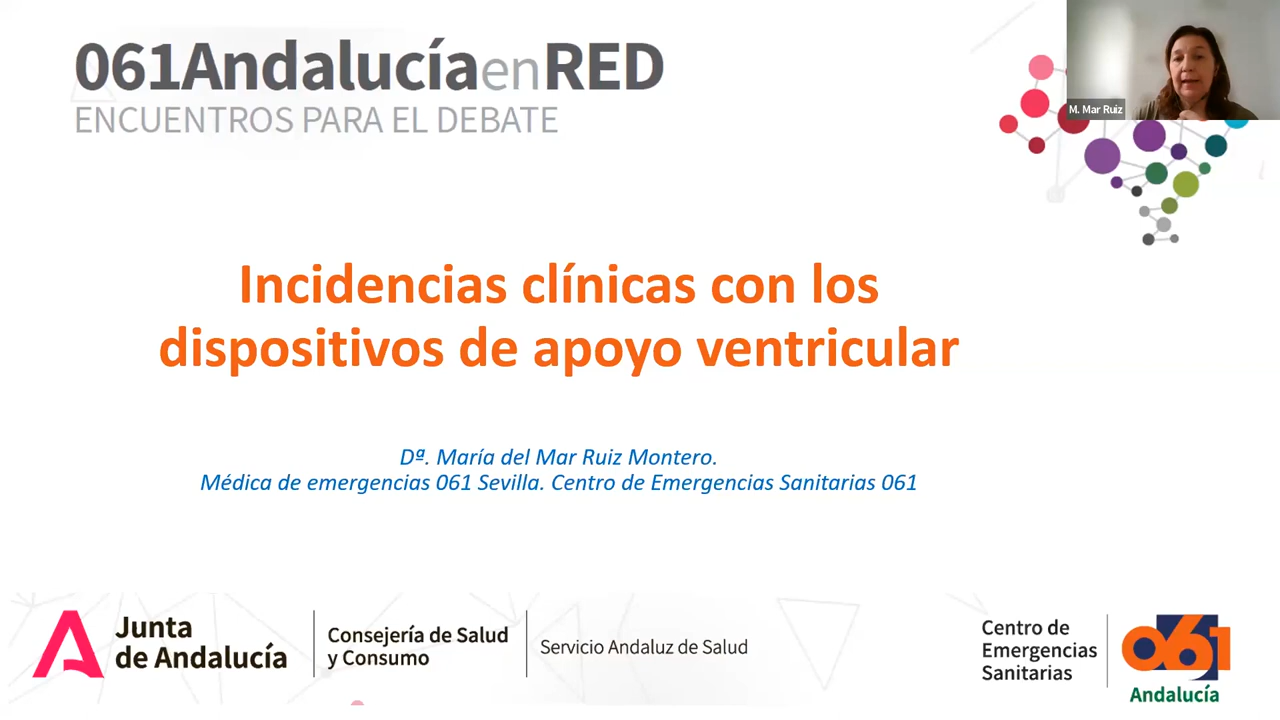 061AndalucíaenRED
ENCUENTROS PARA EL DEBATE
M. Mar Ruiz
Incidencias clínicas con los
dispositivos de apoyo ventricular
Dª. María del Mar Ruiz Montero.
Médica de emergencias 061 Sevilla. Centro de Emergencias Sanitarias 061
Junta
de Andalucía
Consejería de Salud
y Consumo
Servicio Andaluz de Salud
Centro de
Emergencias
Sanitarias
061
Andalucía